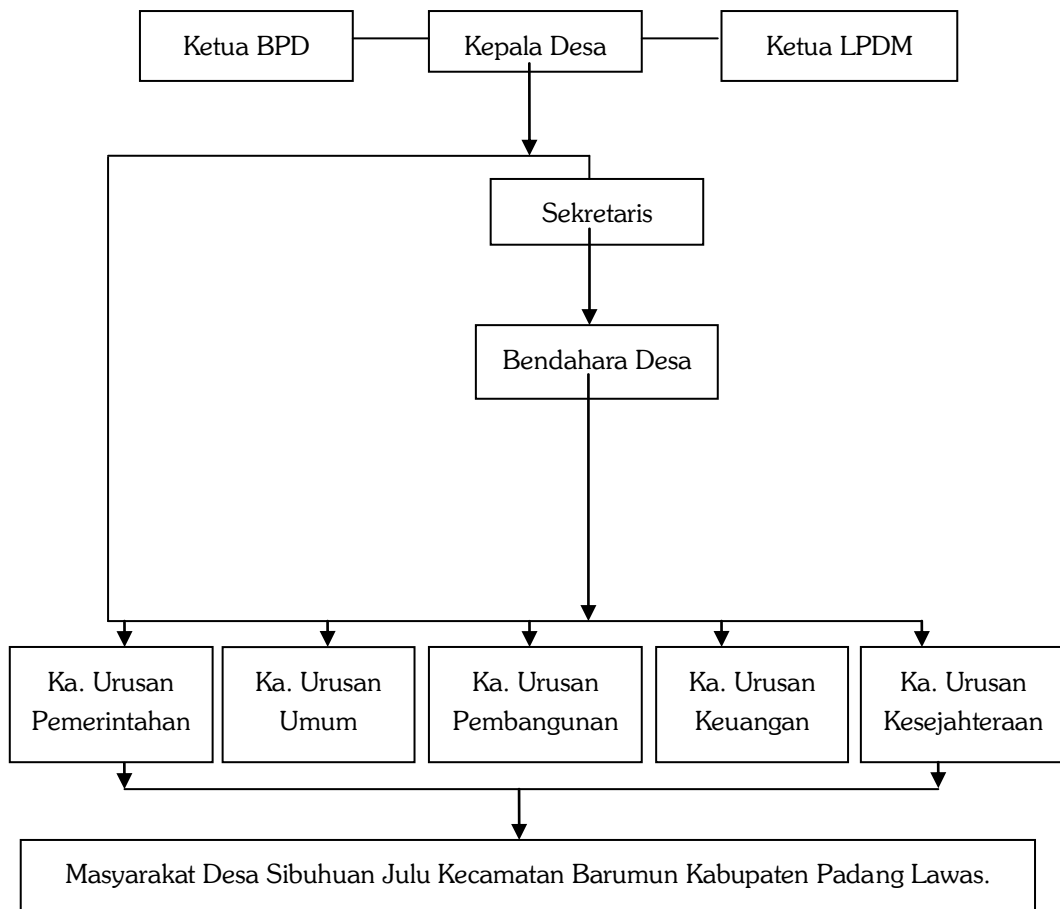 Ketua BPD
Kepala Desa
Ketua LPDM
Sekretaris
Bendahara Desa
Ka. Urusan
Pemerintahan
Ka. Urusan
Umum
Ka. Urusan
Pembangunan
Ka. Urusan
Keuangan
Ka. Urusan
Kesejahteraan
Masyarakat Desa Sibuhuan Julu Kecamatan Barumun Kabupaten Padang Lawas.